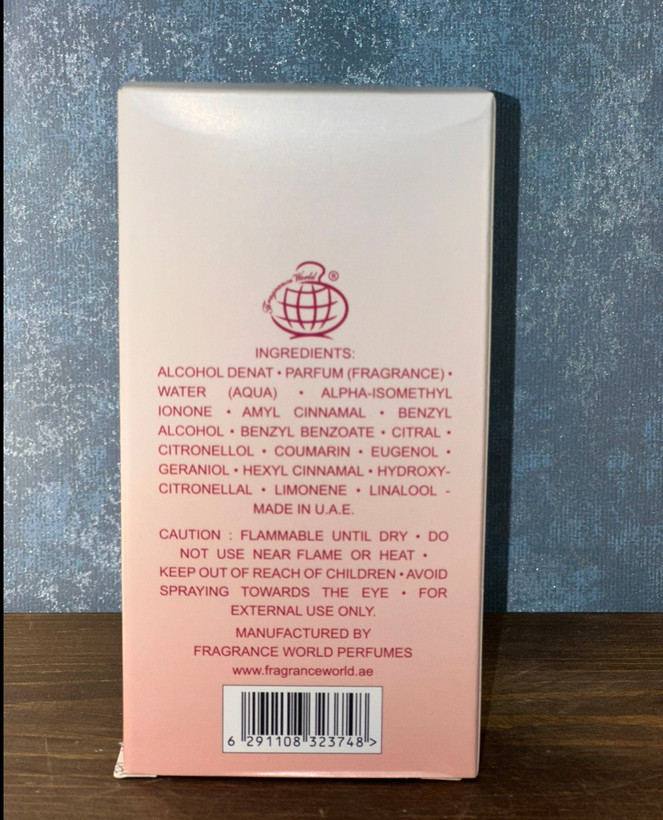 Fragrance World ®
INGREDIENTS:
ALCOHOL DENAT • PARFUM (FRAGRANCE) •
WATER (AQUA) • ALPHA-ISOMETHYL
IONONE • AMYL CINNAMAL • BENZYL
ALCOHOL • BENZYL BENZOATE • CITRAL •
CITRONELLOL • COUMARIN • EUGENOL •
GERANIOL • HEXYL CINNAMAL • HYDROXY-
CITRONELLAL • LIMONENE • LINALOOL -
MADE IN U.A.E.
CAUTION : FLAMMABLE UNTIL DRY • DO
NOT USE NEAR FLAME OR HEAT •
KEEP OUT OF REACH OF CHILDREN • AVOID
SPRAYING TOWARDS THE EYE • FOR
EXTERNAL USE ONLY.
MANUFACTURED BY
FRAGRANCE WORLD PERFUMES
www.fragranceworld.ae
6 291108 323748 >